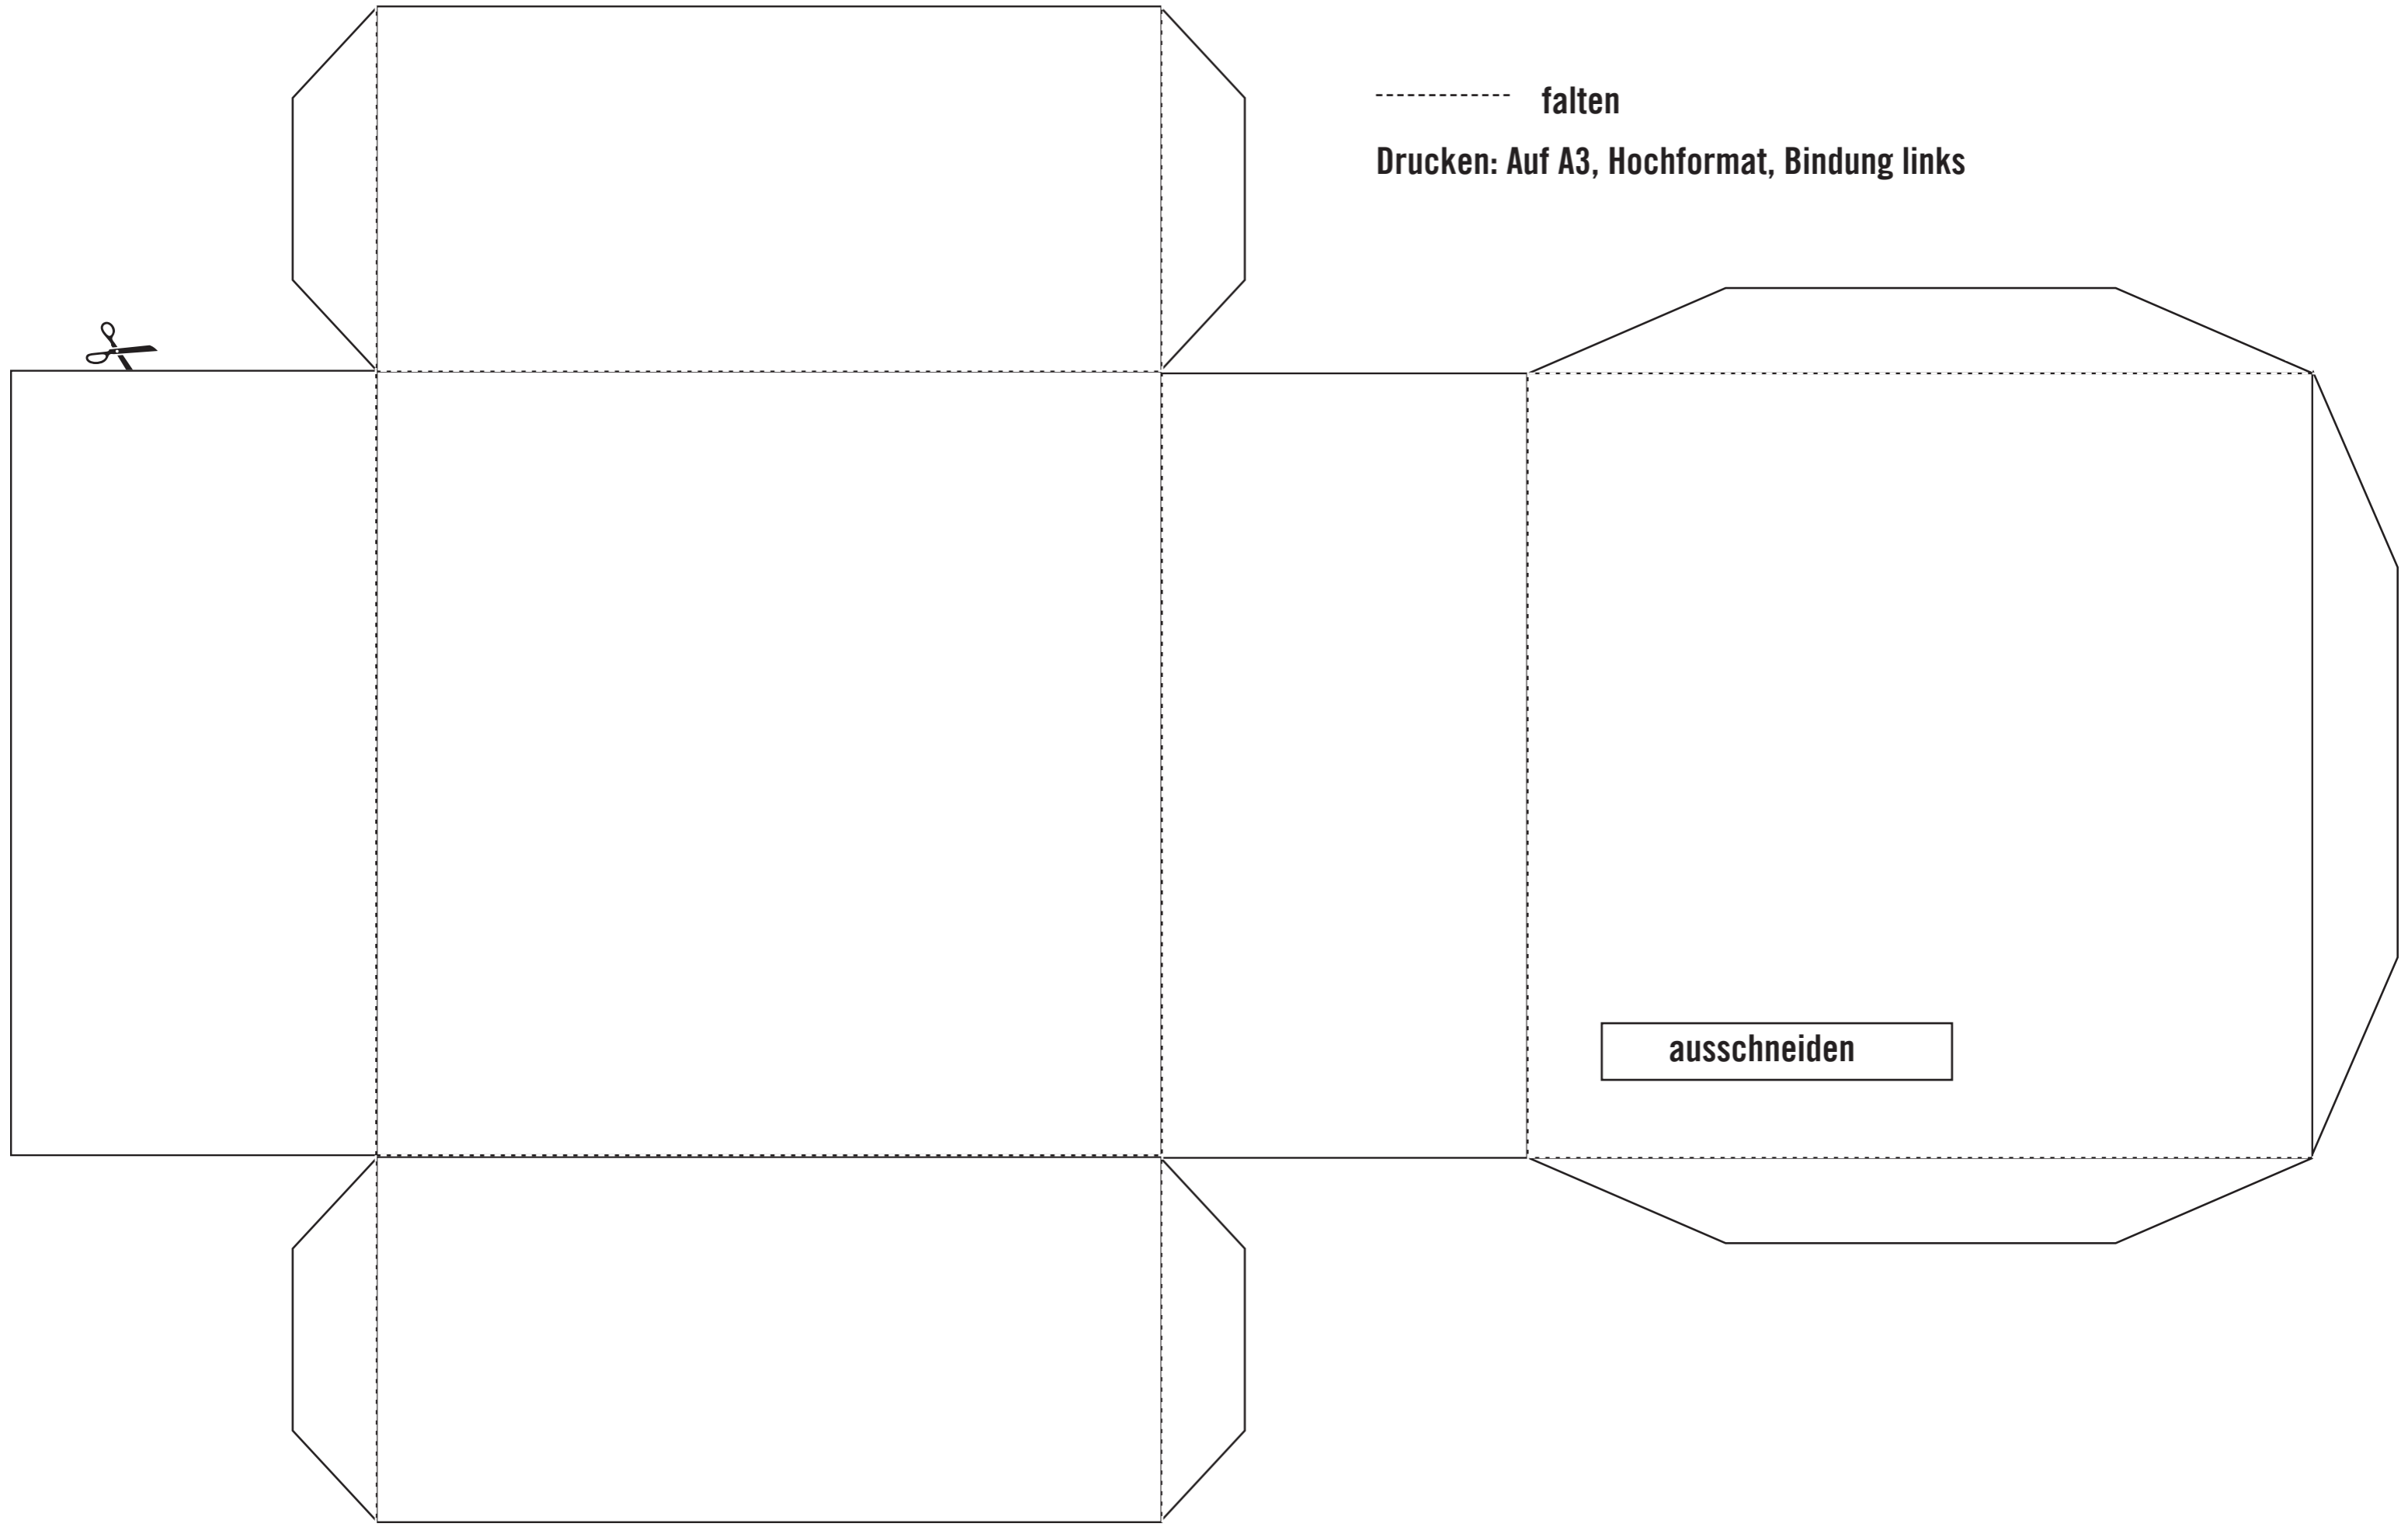 falten
Drucken: Auf A3, Hochformat, Bindung links
ausschneiden